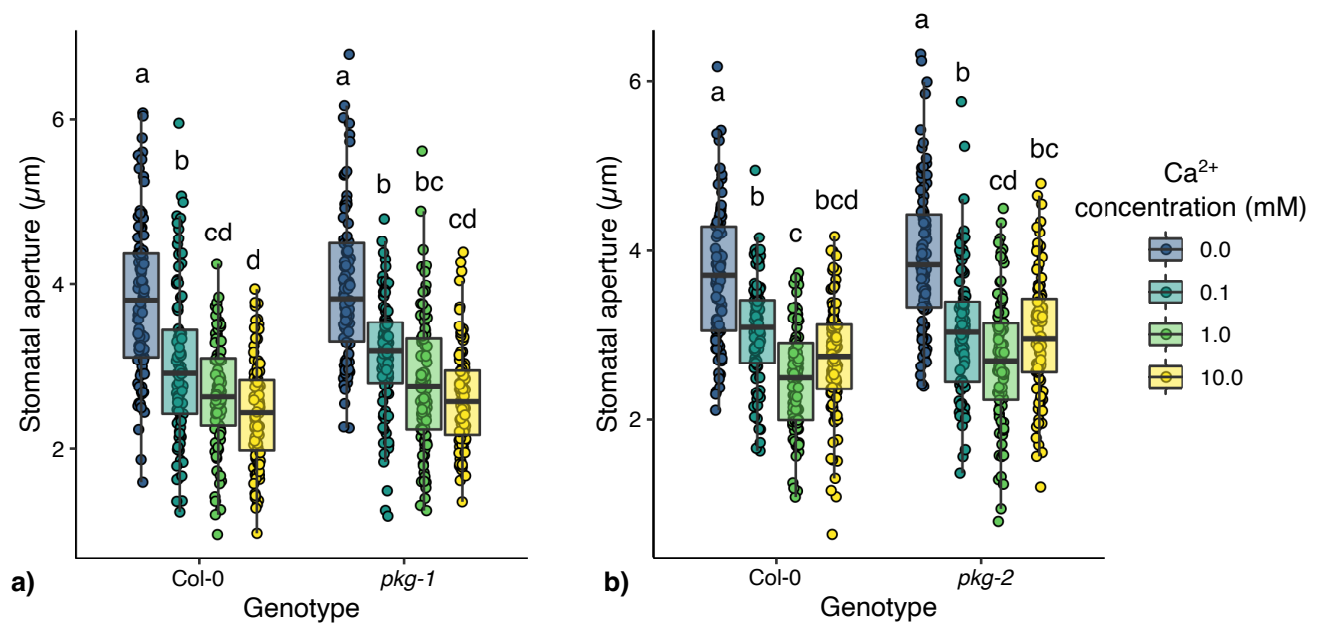 a
a
b
b
cd
bc
d
cd
6
4
2
Stomatal aperture (µm)
Col-0
pkg-1
Genotype
a)
a
a
b
b
bcd
bc
c
cd
6
4
2
Stomatal aperture (µm)
Col-0
pkg-2
Genotype
b)
Ca²⁺
concentration (mM)
0.0
0.1
1.0
10.0